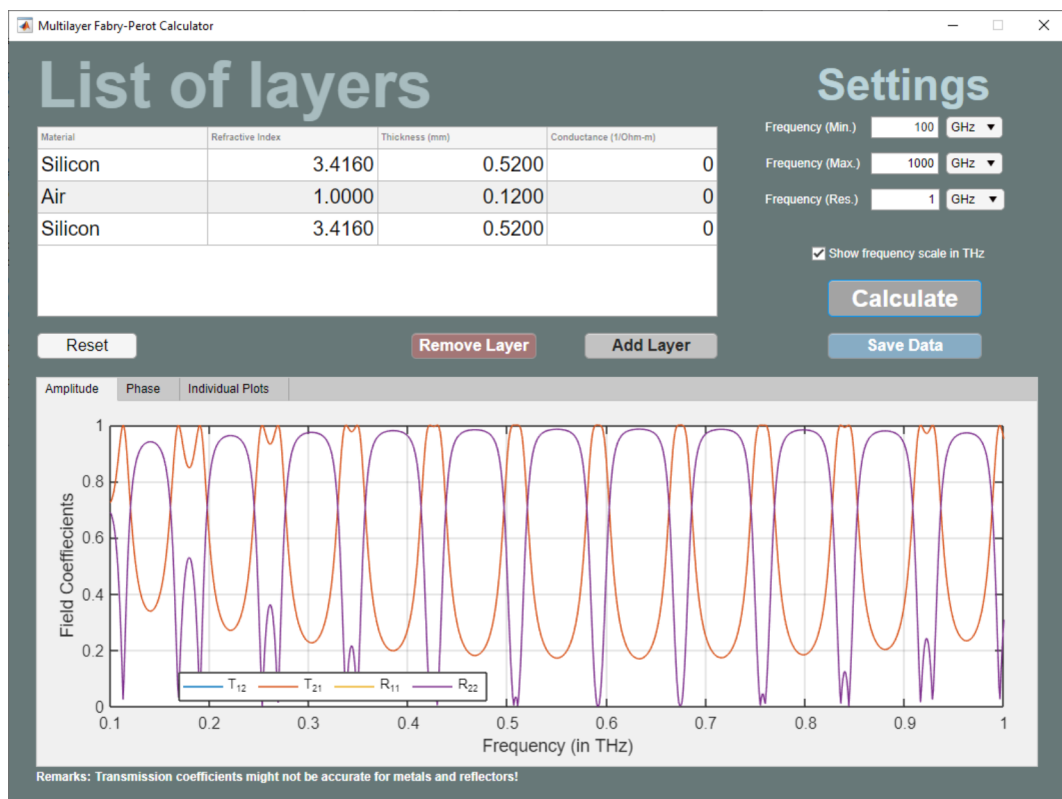 Multilayer Fabry-Perot Calculator
List of layers
Settings
Material Refractive Index Thickness (mm) Conductance (1/Ohm-m)
Silicon 3.4160 0.5200 0
Air 1.0000 0.1200 0
Silicon 3.4160 0.5200 0
Frequency (Min.) 100 GHz
Frequency (Max.) 1000 GHz
Frequency (Res.) 1 GHz
Show frequency scale in THz
Calculate
Reset Remove Layer Add Layer Save Data
Amplitude Phase Individual Plots
1
0.8
0.6
0.4
0.2
0
Field Coeffiecients
T12 T21 R11 R22
0.1 0.2 0.3 0.4 0.5 0.6 0.7 0.8 0.9 1
Frequency (in THz)
Remarks: Transmission coefficients might not be accurate for metals and reflectors!